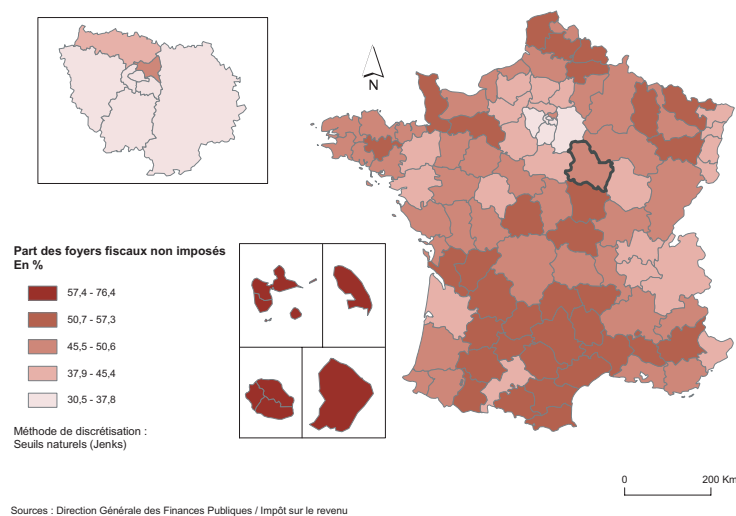 N
Part des foyers fiscaux non imposés
En %
57,4 - 76,4
50,7 - 57,3
45,5 - 50,6
37,9 - 45,4
30,5 - 37,8
Méthode de discrétisation :
Seuils naturels (Jenks)
0 200 Km
Sources : Direction Générale des Finances Publiques / Impôt sur le revenu